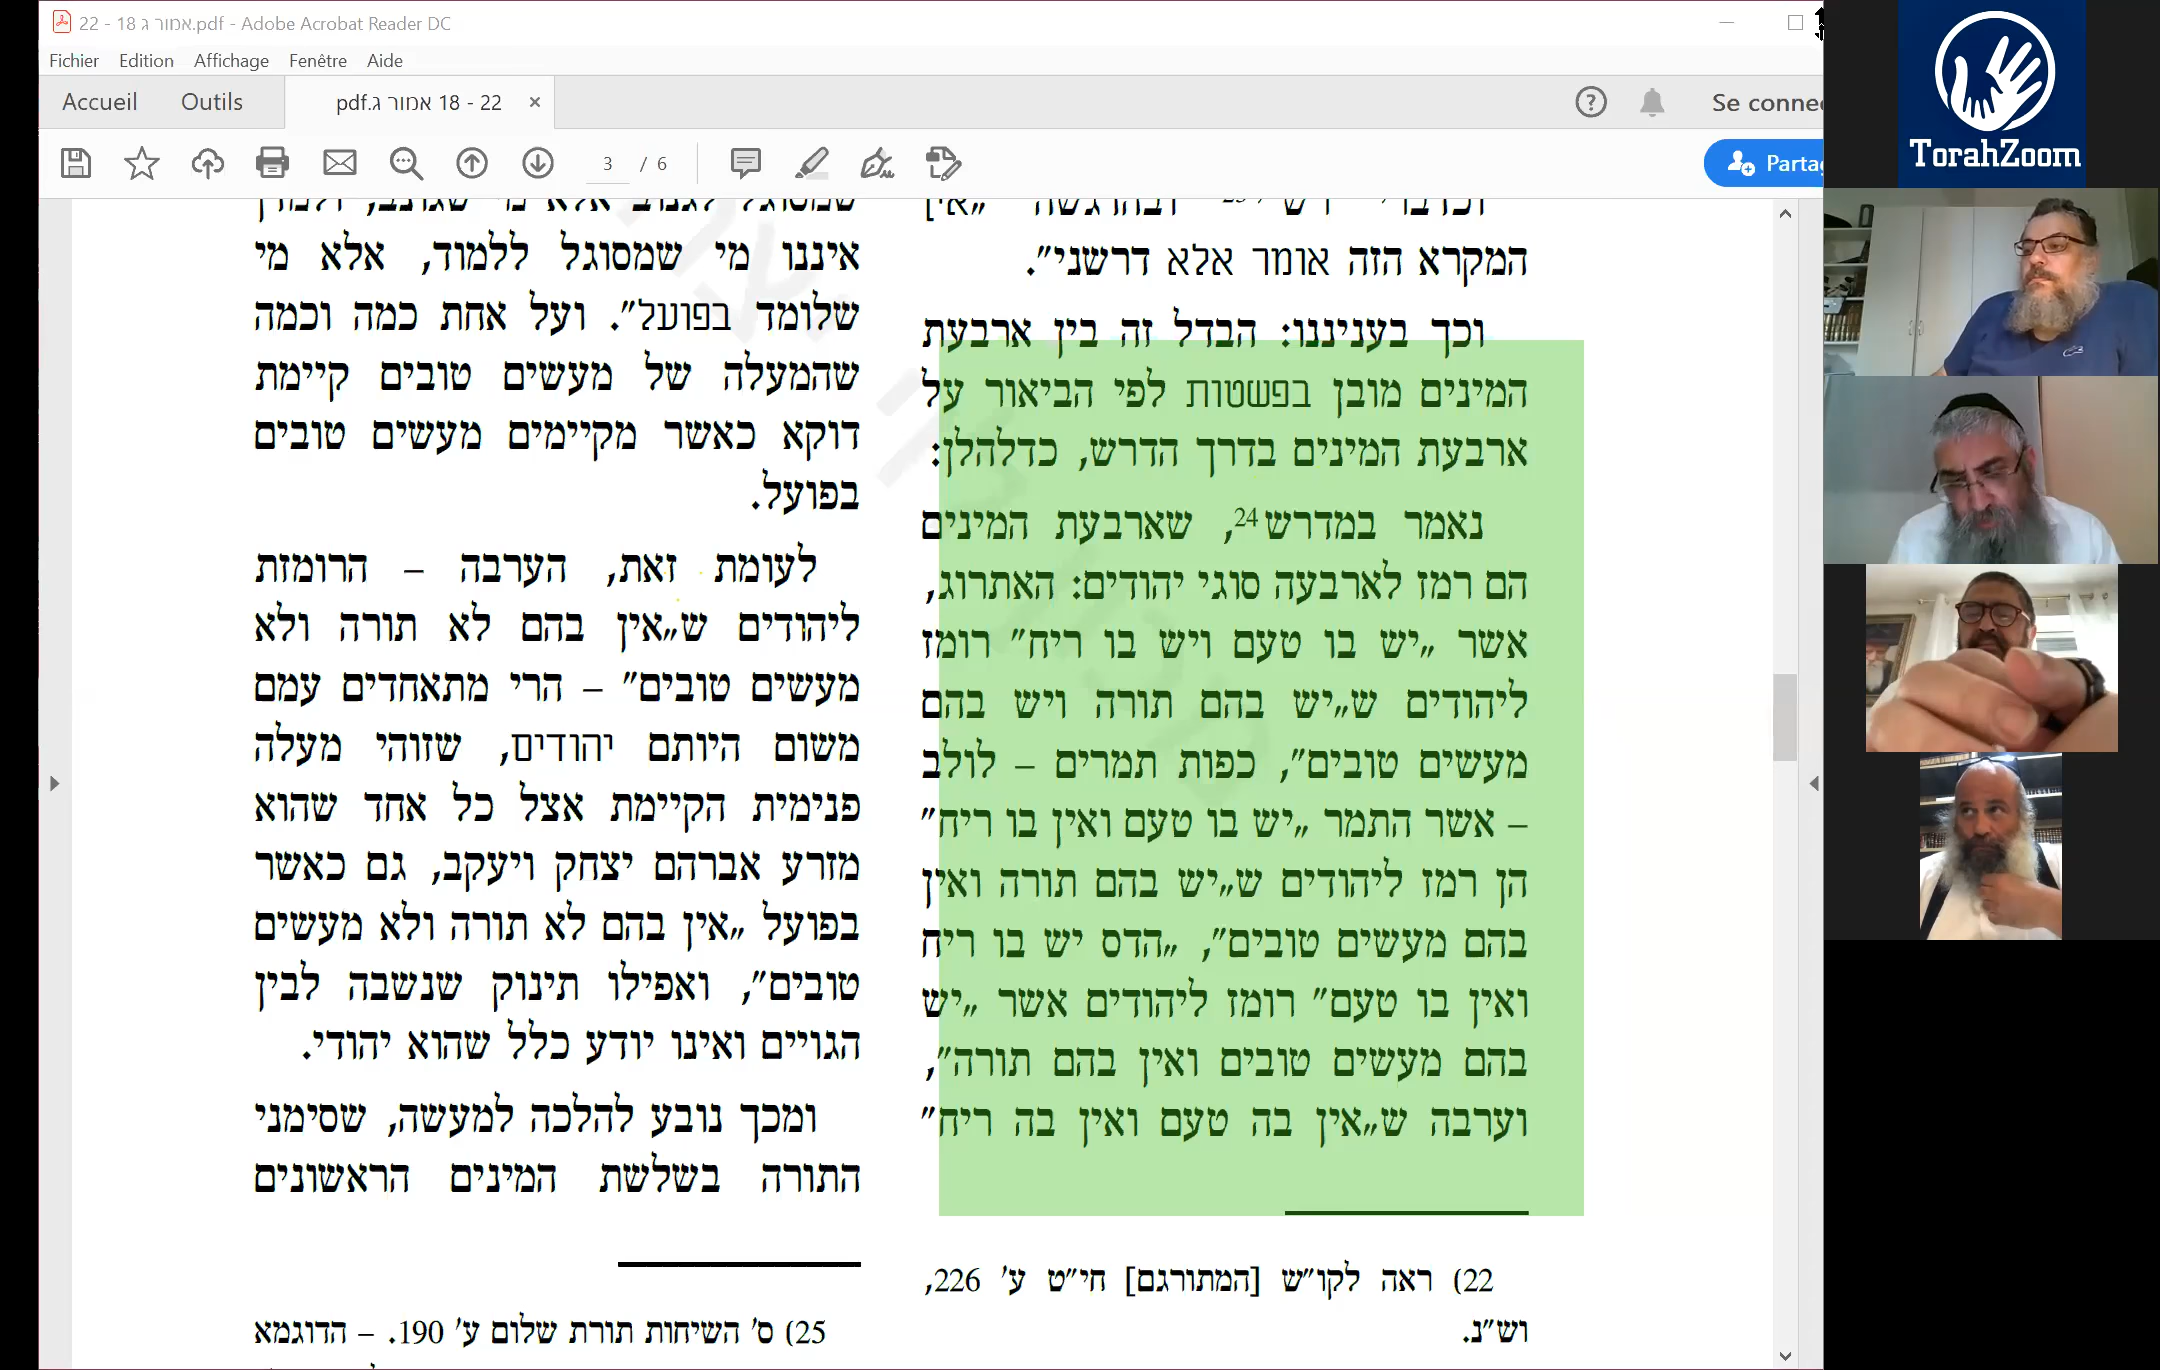 אמור ג 18 - 22.pdf - Adobe Acrobat Reader DC
Fichier Edition Affichage Fenêtre Aide
Accueil Outils אמור ג 18 - 22.pdf × ? Se conne
3 / 6 Parta
המקרא הזה אומר אלא דרשני".
וכך בעניננו: הבדל זה בין ארבעת
המינים מובן בפשטות לפי הביאור על
ארבעת המינים בדרך הדרש, כדלהלן:
נאמר במדרש24, שארבעת המינים
הם רמז לארבעה סוגי יהודים: האתרוג,
אשר „יש בו טעם ויש בו ריח" רומז
ליהודים ש„יש בהם תורה ויש בהם
מעשים טובים", כפות תמרים – לולב
– אשר התמר „יש בו טעם ואין בו ריח"
הן רמז ליהודים ש„יש בהם תורה ואין
בהם מעשים טובים", „הדס יש בו ריח
ואין בו טעם" רומז ליהודים אשר „יש
בהם מעשים טובים ואין בהם תורה",
וערבה ש„אין בה טעם ואין בה ריח"
22) ראה לקו"ש [המתורגם] חי"ט ע' 226,
וש"נ.
איננו מי שמסוגל ללמוד, אלא מי
שלומד בפועל". ועל אחת כמה וכמה
שהמעלה של מעשים טובים קיימת
דוקא כאשר מקיימים מעשים טובים
בפועל.
לעומת זאת, הערבה – הרומזת
ליהודים ש„אין בהם לא תורה ולא
מעשים טובים" – הרי מתאחדים עמם
משום היותם יהודים, שזוהי מעלה
פנימית הקיימת אצל כל אחד שהוא
מזרע אברהם יצחק ויעקב, גם כאשר
בפועל „אין בהם לא תורה ולא מעשים
טובים", ואפילו תינוק שנשבה לבין
הגויים ואינו יודע כלל שהוא יהודי.
ומכך נובע להלכה למעשה, שסימני
התורה בשלשת המינים הראשונים
25) ס' השיחות תורת שלום ע' 190. – הדוגמא
TorahZoom